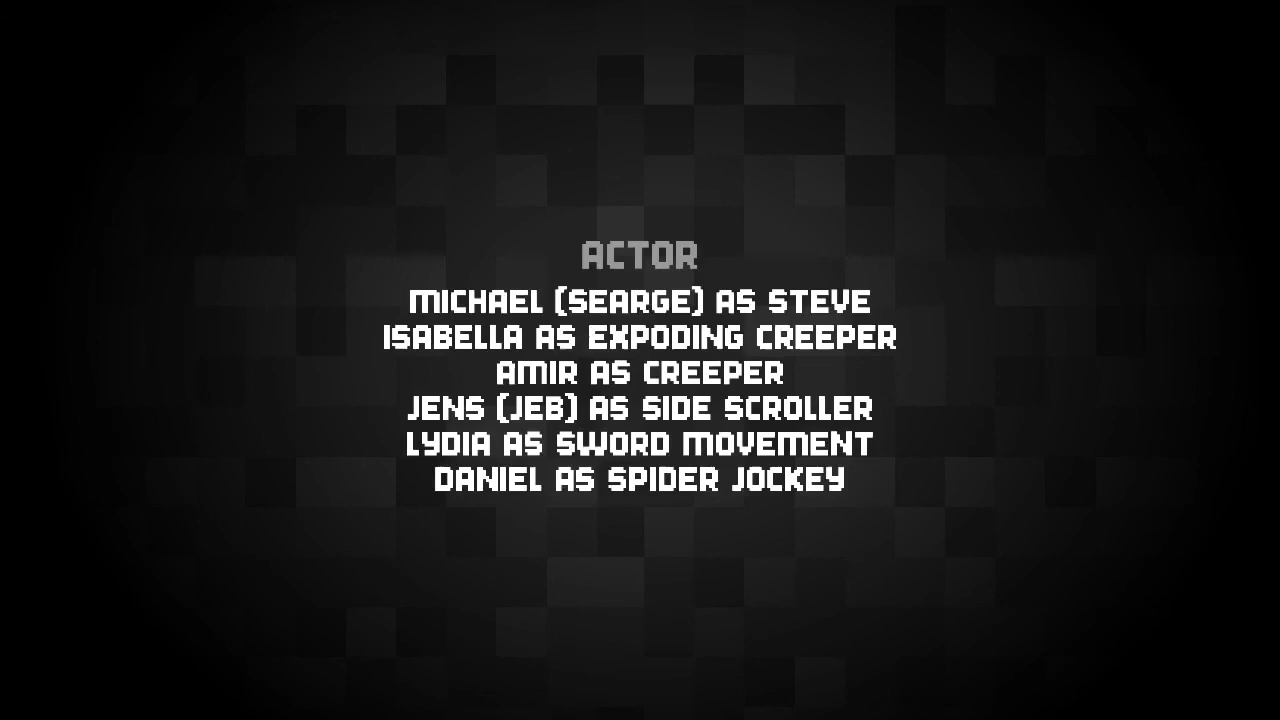 ACTOR
MICHAEL (SEARGE) AS STEVE
ISABELLA AS EXPODING CREEPER
AMIR AS CREEPER
JENS (JEB) AS SIDE SCROLLER
LYDIA AS SWORD MOVEMENT
DANIEL AS SPIDER JOCKEY